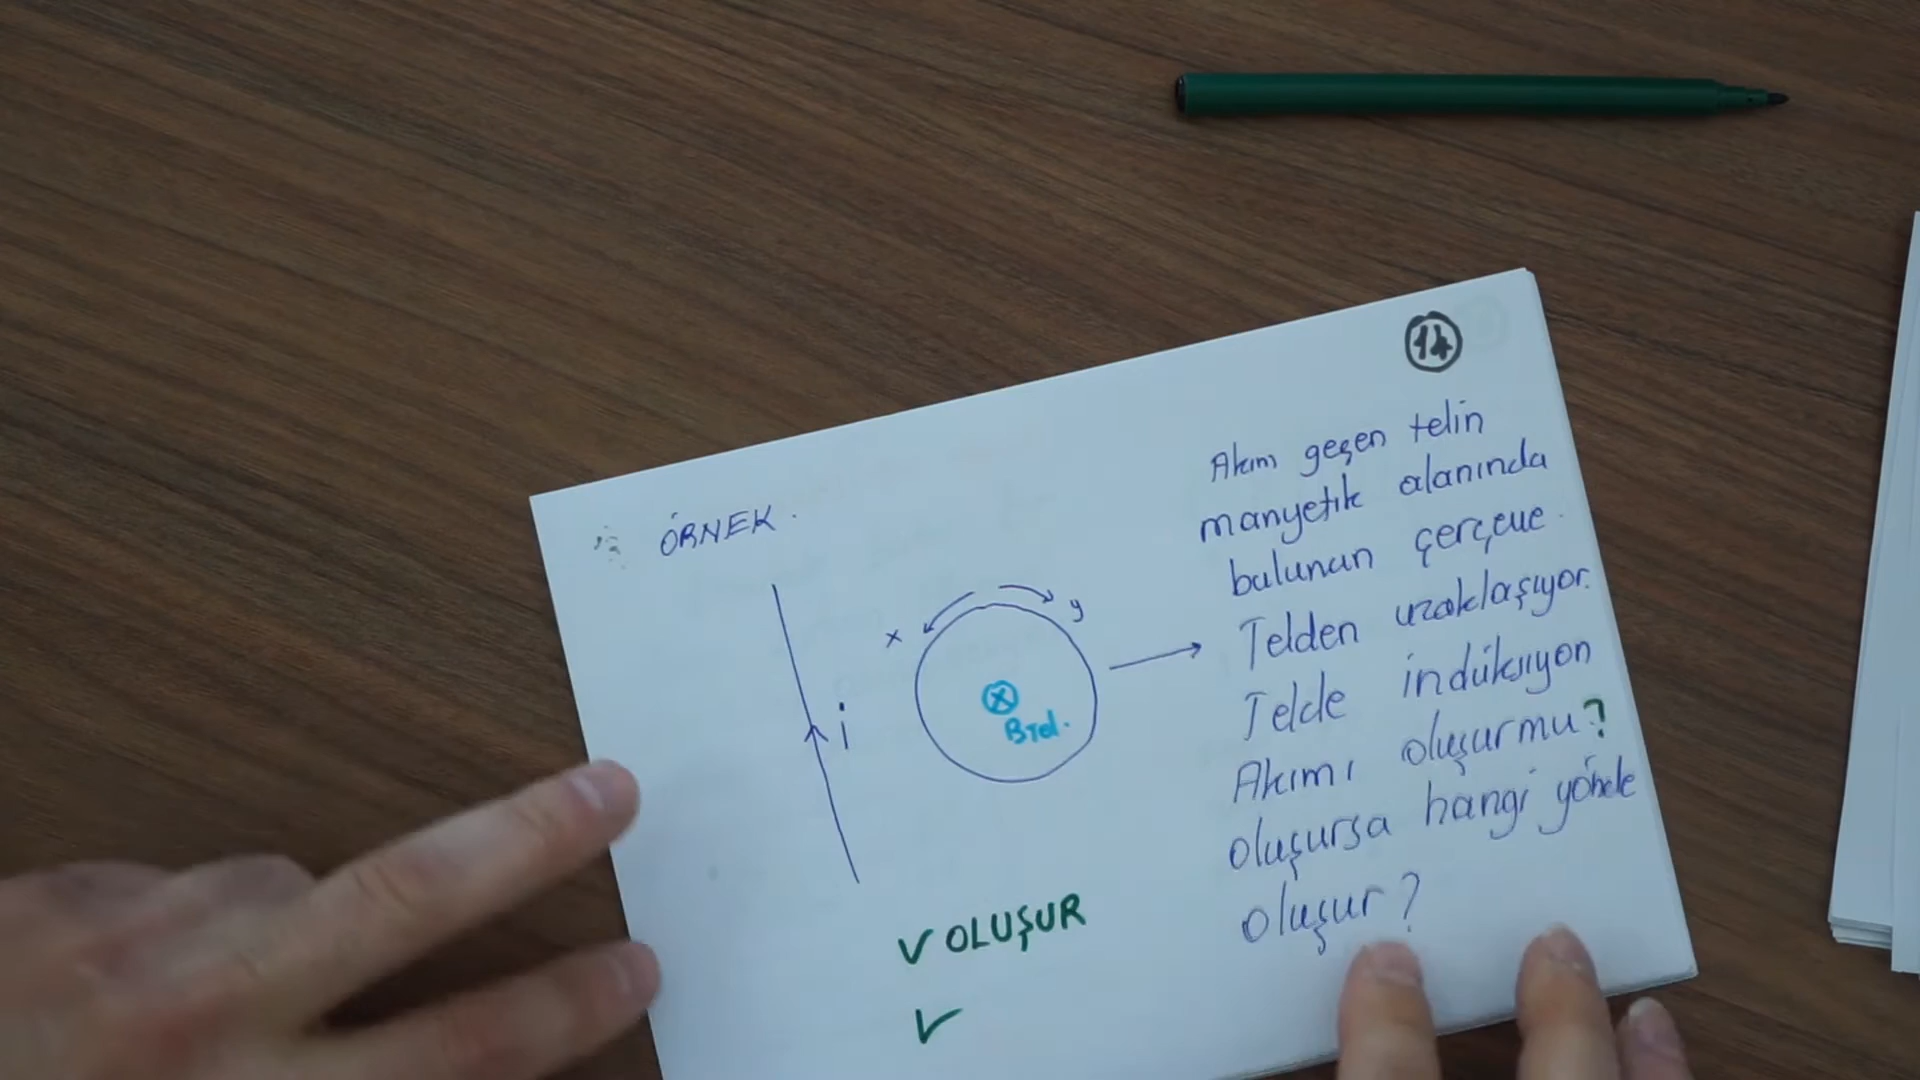 14
ÖRNEK.
x
y
i
BTel.
Akım geçen telin
manyetik alanında
bulunan çerçeve.
Telden uzaklaşıyor.
Telde indüksiyon
Akımı oluşurmu?
oluşursa hangi yönde
oluşur?
✓ OLUŞUR
✓